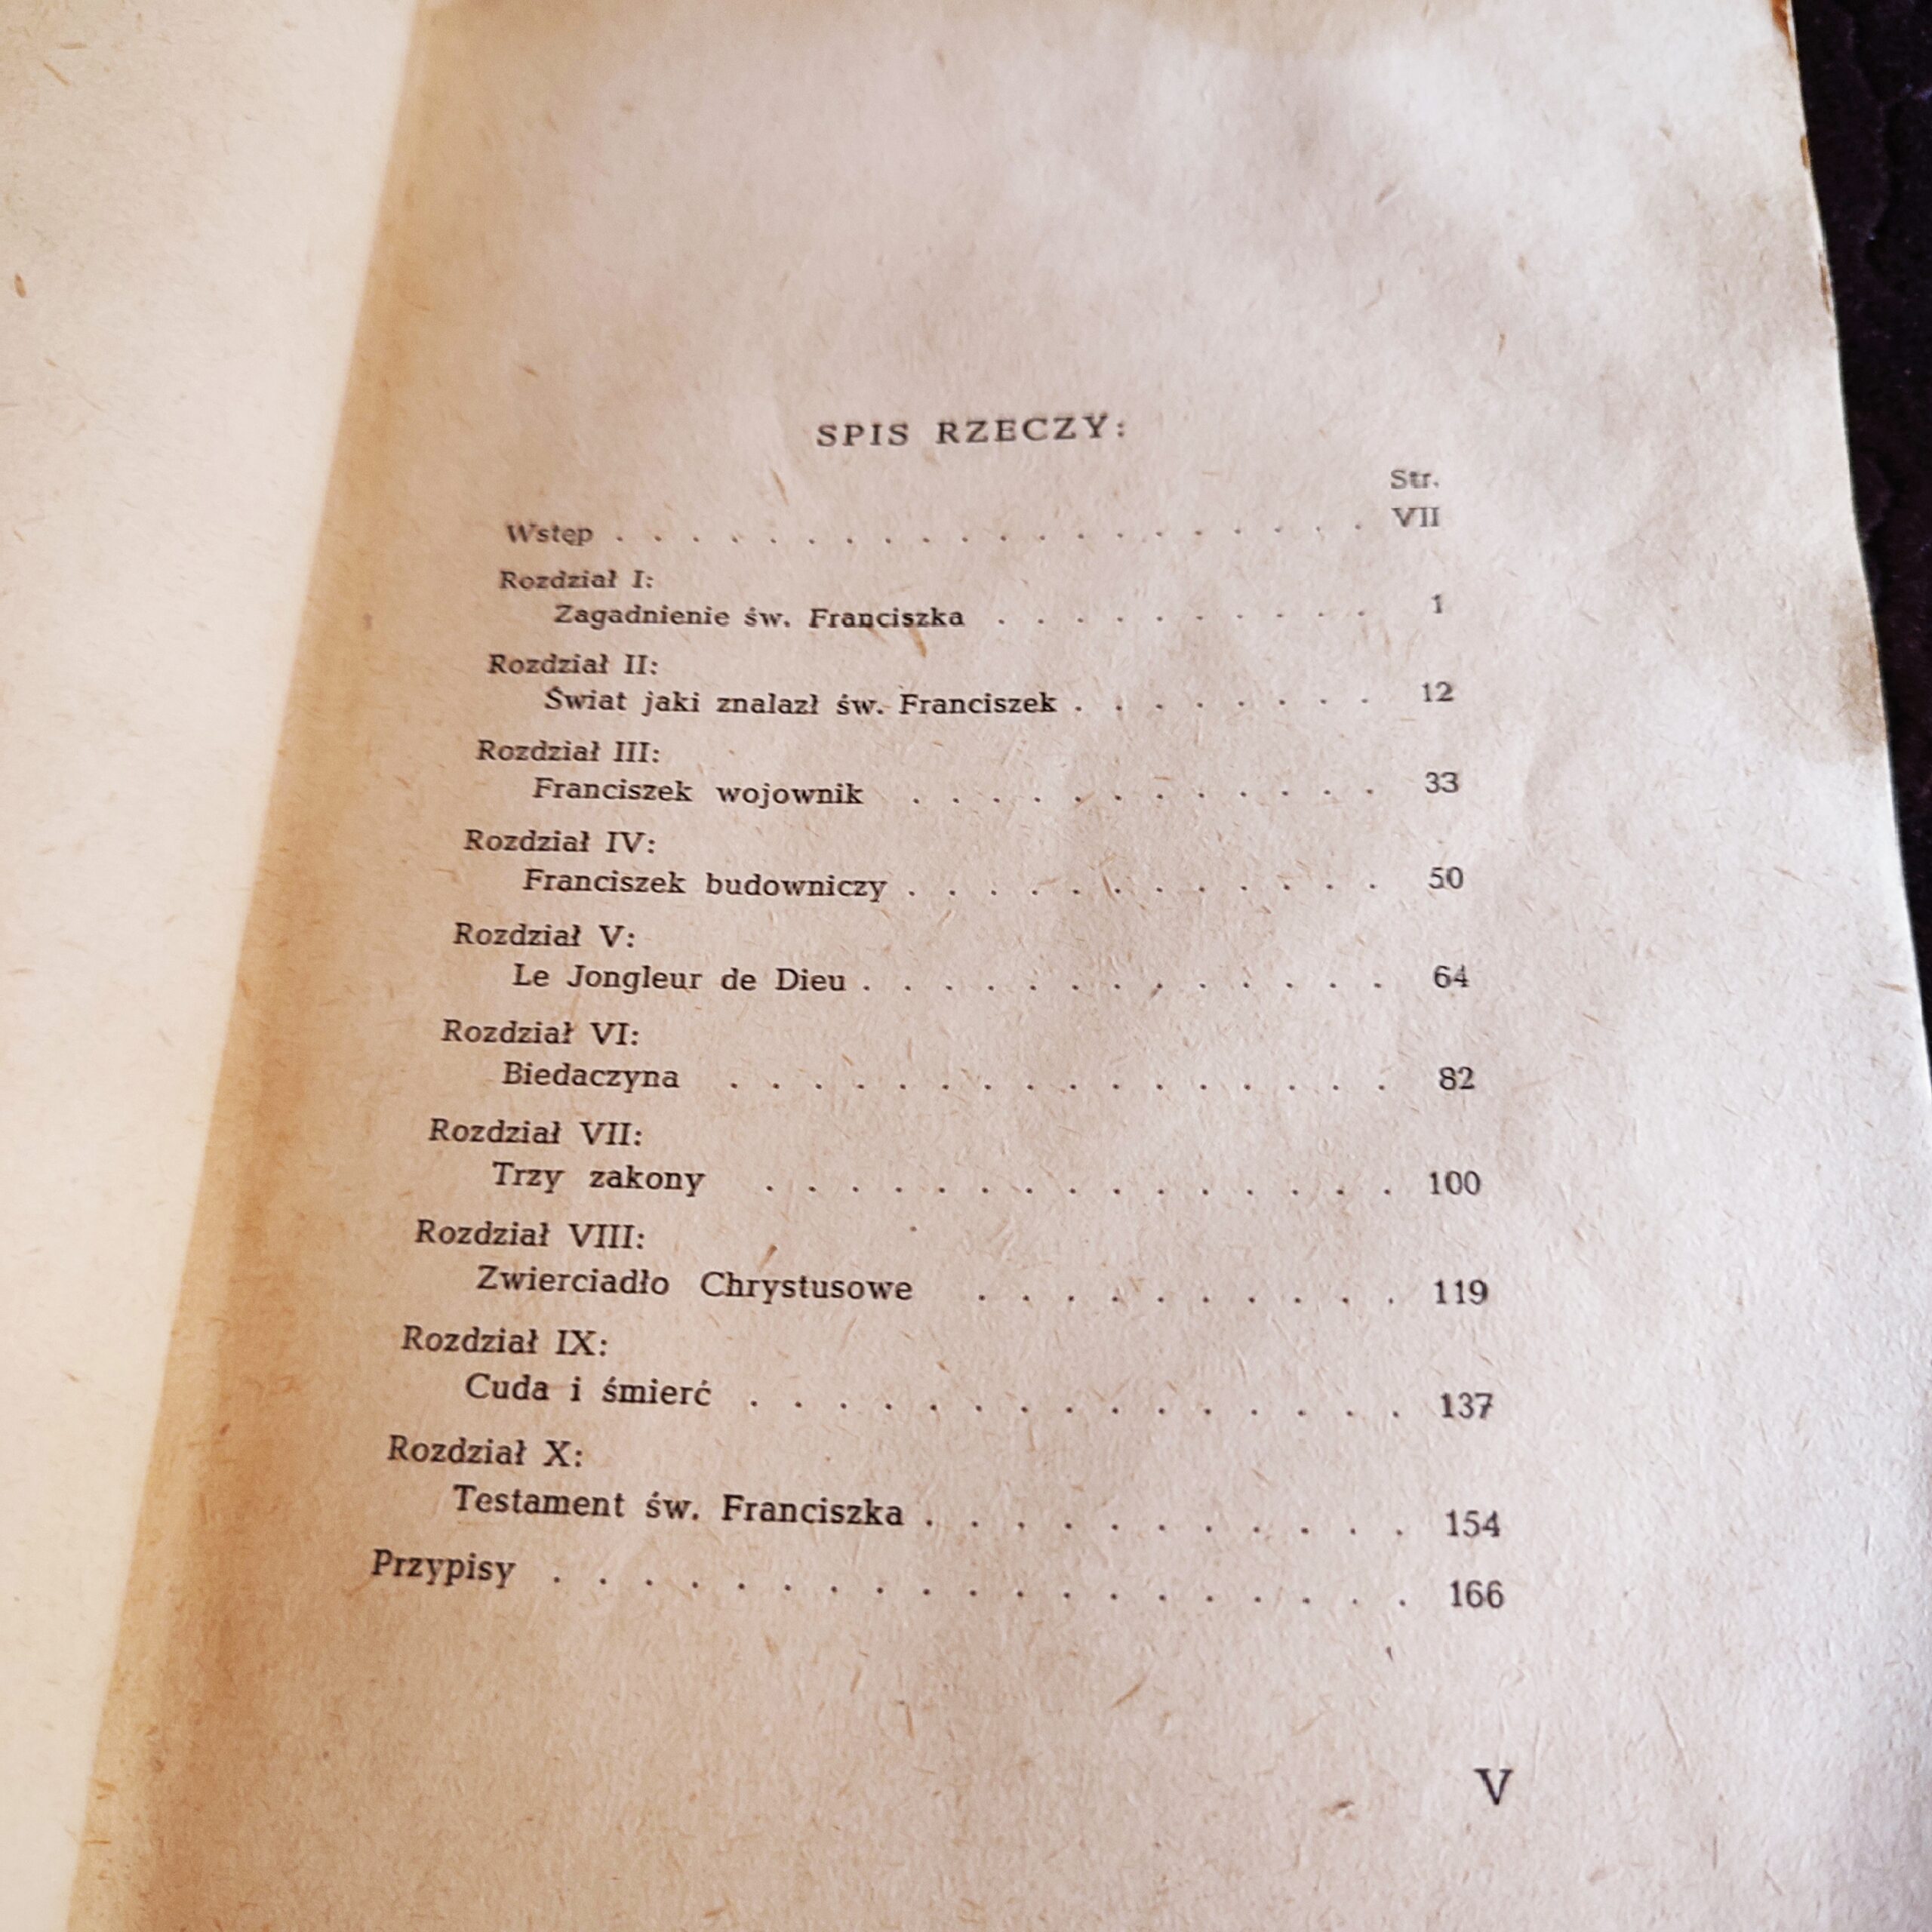 SPIS RZECZY:
Str.
Wstęp . . . . . . . . . . . . . . . . . . . . VII
Rozdział I:
Zagadnienie św. Franciszka . . . . . . . . . . 1
Rozdział II:
Świat jaki znalazł św. Franciszek . . . . . . . . 12
Rozdział III:
Franciszek wojownik . . . . . . . . . . . . 33
Rozdział IV:
Franciszek budowniczy . . . . . . . . . . . . 50
Rozdział V:
Le Jongleur de Dieu . . . . . . . . . . . . . 64
Rozdział VI:
Biedaczyna . . . . . . . . . . . . . . . . 82
Rozdział VII:
Trzy zakony . . . . . . . . . . . . . . . 100
Rozdział VIII:
Zwierciadło Chrystusowe . . . . . . . . . . 119
Rozdział IX:
Cuda i śmierć . . . . . . . . . . . . . . . 137
Rozdział X:
Testament św. Franciszka . . . . . . . . . . . 154
Przypisy . . . . . . . . . . . . . . . . . . . 166
V